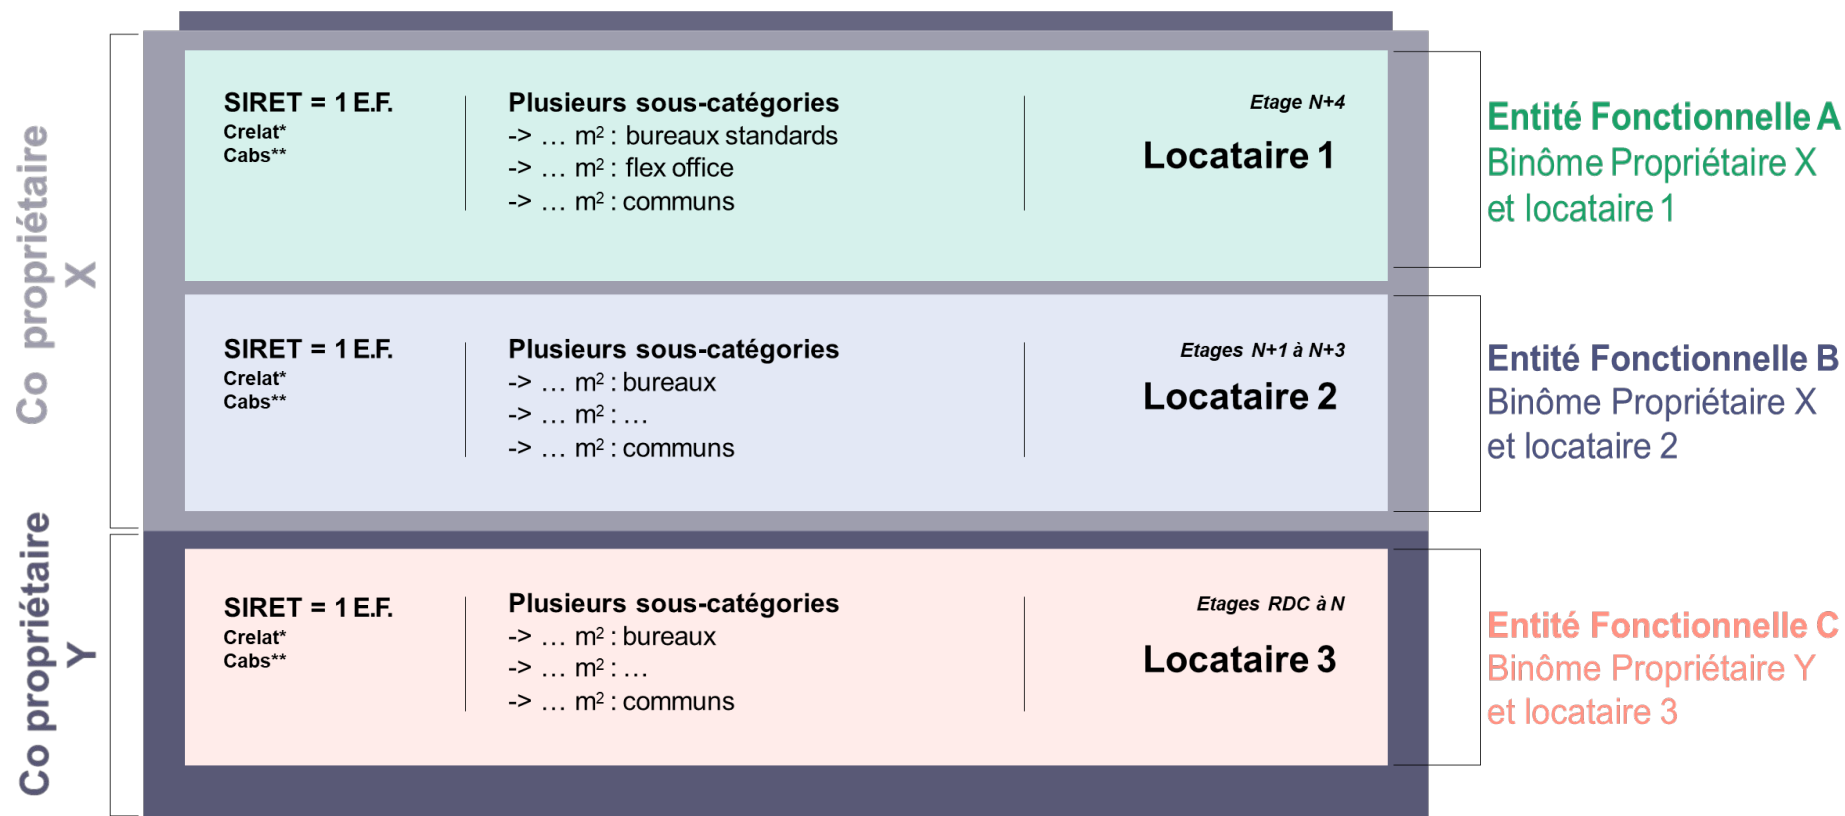 Co propriétaire
X
SIRET = 1 E.F.
Crelat*
Cabs**
Plusieurs sous-catégories
-> … m² : bureaux standards
-> … m² : flex office
-> … m² : communs
Etage N+4
Locataire 1
Entité Fonctionnelle A
Binôme Propriétaire X
et locataire 1
SIRET = 1 E.F.
Crelat*
Cabs**
Plusieurs sous-catégories
-> … m² : bureaux
-> … m² : …
-> … m² : communs
Etages N+1 à N+3
Locataire 2
Entité Fonctionnelle B
Binôme Propriétaire X
et locataire 2
Co propriétaire
Y
SIRET = 1 E.F.
Crelat*
Cabs**
Plusieurs sous-catégories
-> … m² : bureaux
-> … m² : …
-> … m² : communs
Etages RDC à N
Locataire 3
Entité Fonctionnelle C
Binôme Propriétaire Y
et locataire 3